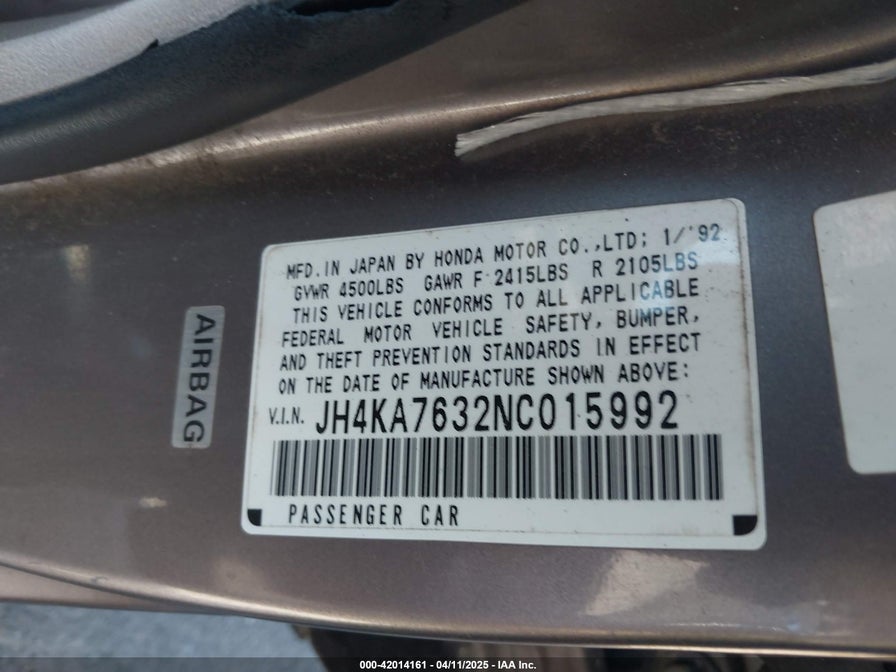 MFD. IN JAPAN BY HONDA MOTOR CO.,LTD; 1/'92
GVWR 4500LBS GAWR F 2415LBS R 2105LBS
THIS VEHICLE CONFORMS TO ALL APPLICABLE
FEDERAL MOTOR VEHICLE SAFETY, BUMPER,
AND THEFT PREVENTION STANDARDS IN EFFECT
ON THE DATE OF MANUFACTURE SHOWN ABOVE:
V.I.N. JH4KA7632NC015992
PASSENGER CAR
AIRBAG
000-42014161 - 04/11/2025 - IAA Inc.